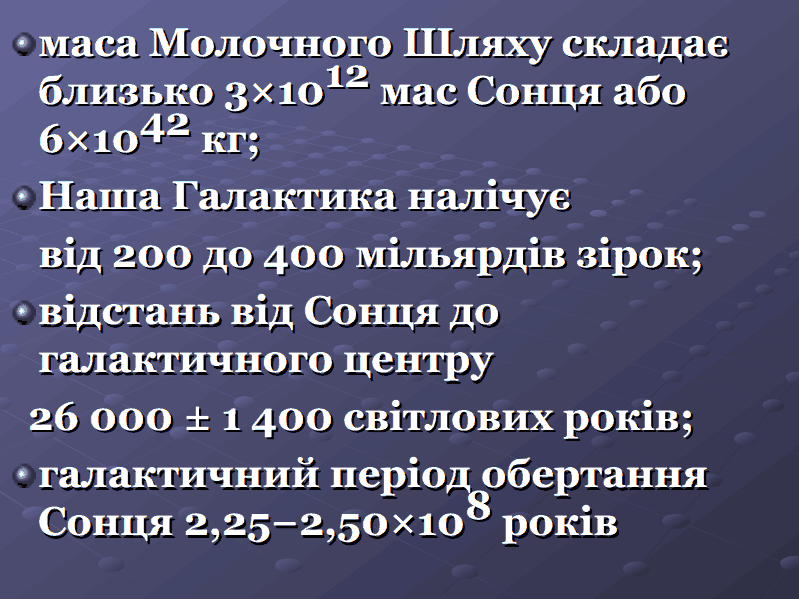 маса Молочного Шляху складає
близько 3×10¹² мас Сонця або
6×10⁴² кг;
Наша Галактика налічує
від 200 до 400 мільярдів зірок;
відстань від Сонця до
галактичного центру
26 000 ± 1 400 світлових років;
галактичний період обертання
Сонця 2,25–2,50×10⁸ років